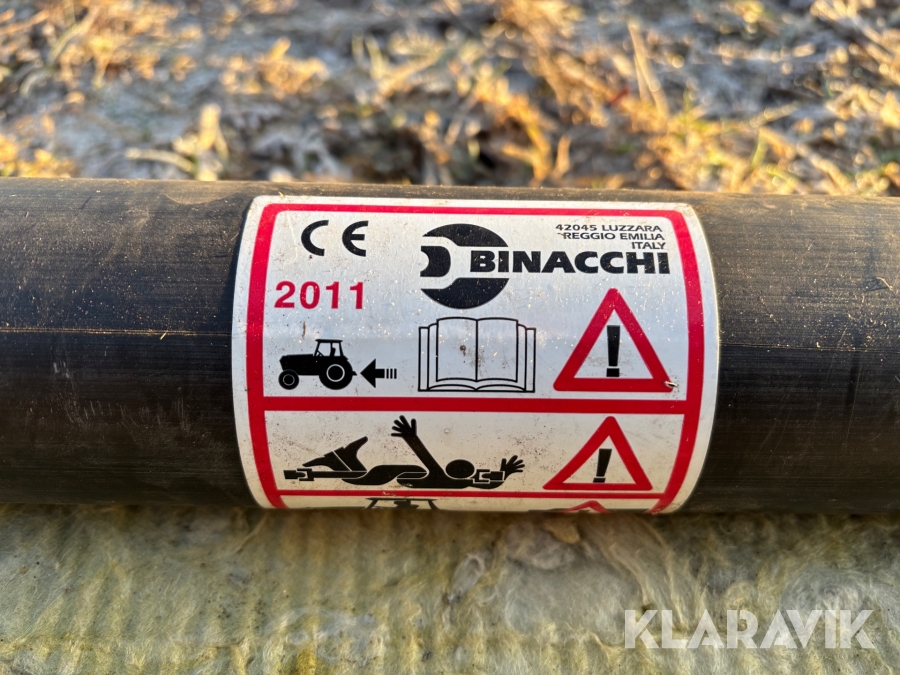 CE
42045 LUZZARA
REGGIO EMILIA
ITALY
BINACCHI
2011
KLARAVIK